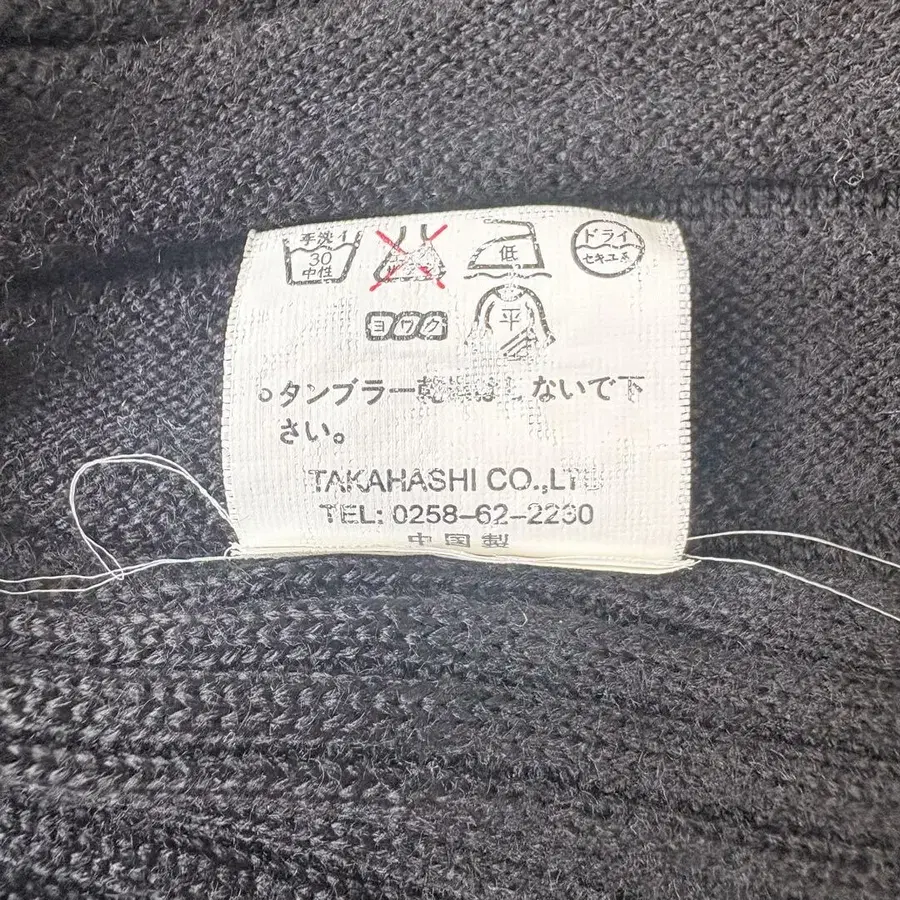 手洗イ
30
中性
低
ドライ
セキユ系
ヨワク
平
タンブラー乾燥はしないで下
さい。
TAKAHASHI CO.,LTD
TEL: 0258-62-2230
中国製